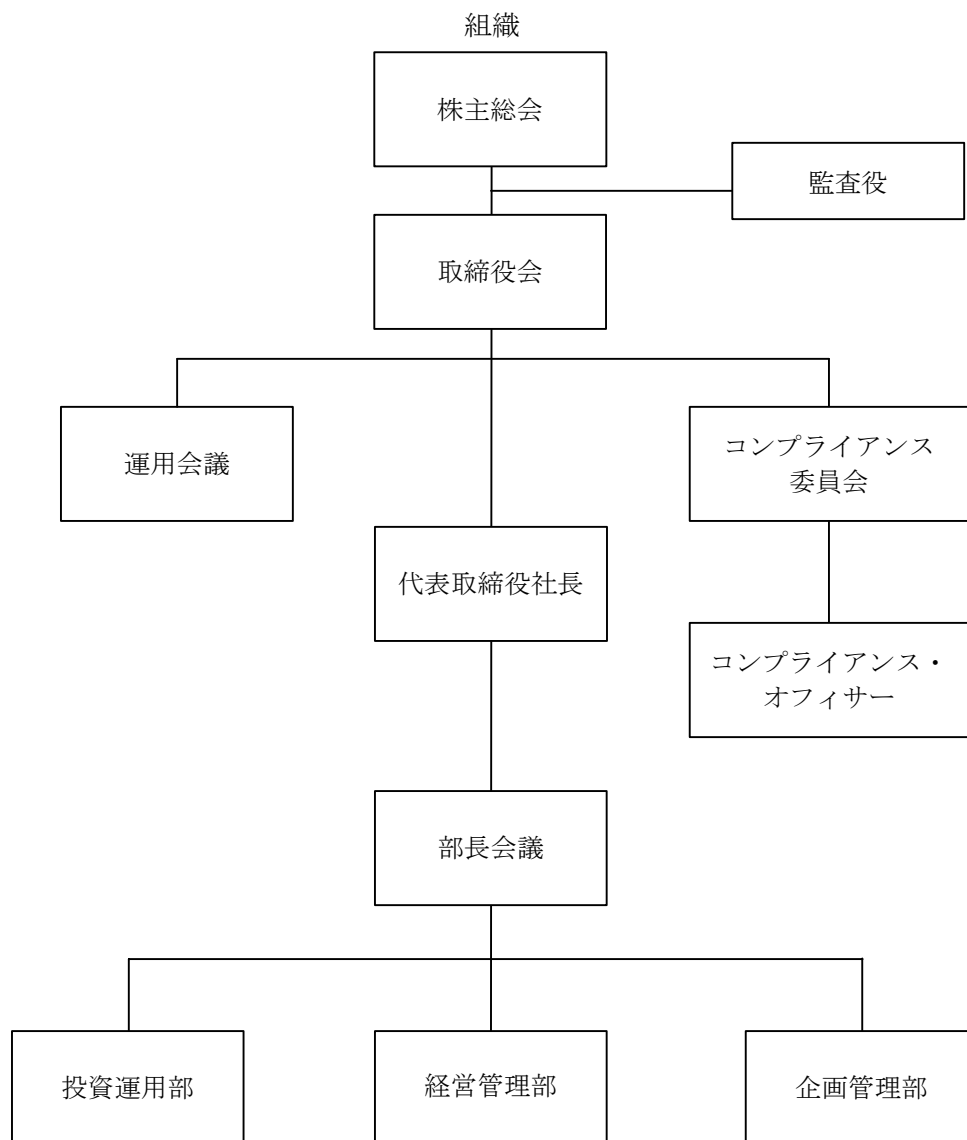 組織
株主総会
監査役
取締役会
運用会議
コンプライアンス
委員会
代表取締役社長
コンプライアンス・
オフィサー
部長会議
投資運用部
経営管理部
企画管理部